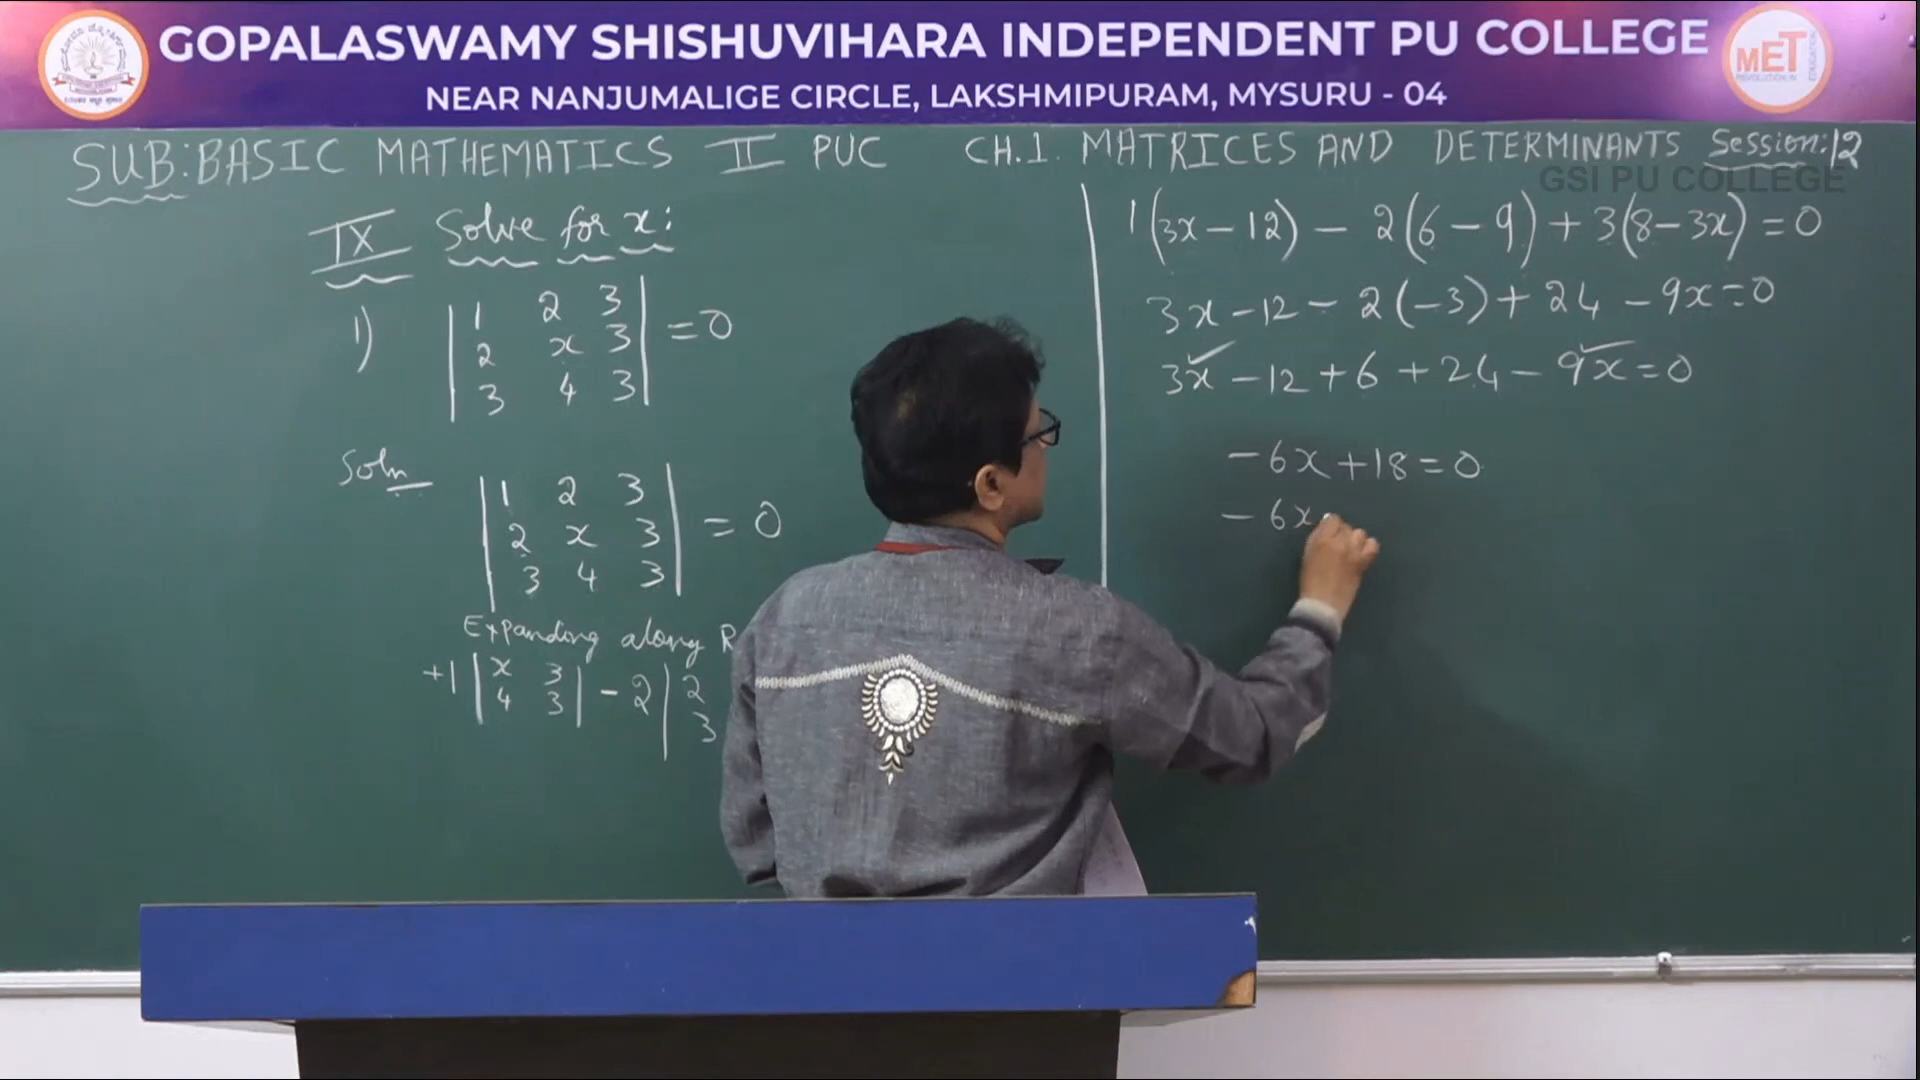 GOPALASWAMY SHISHUVIHARA INDEPENDENT PU COLLEGE
NEAR NANJUMALIGE CIRCLE, LAKSHMIPURAM, MYSURU - 04
MET
SUB: BASIC MATHEMATICS II PUC CH.1. MATRICES AND DETERMINANTS Session:12
GSI PU COLLEGE
IX Solve for x:
1) | 1 2 3 |
| 2 x 3 | = 0
| 3 4 3 |
Soln
| 1 2 3 |
| 2 x 3 | = 0
| 3 4 3 |
Expanding along R
+1 | x 3 | - 2 | 2
| 4 3 | | 3
1(3x - 12) - 2(6 - 9) + 3(8 - 3x) = 0
3x - 12 - 2(-3) + 24 - 9x = 0
3x - 12 + 6 + 24 - 9x = 0
- 6x + 18 = 0
- 6x